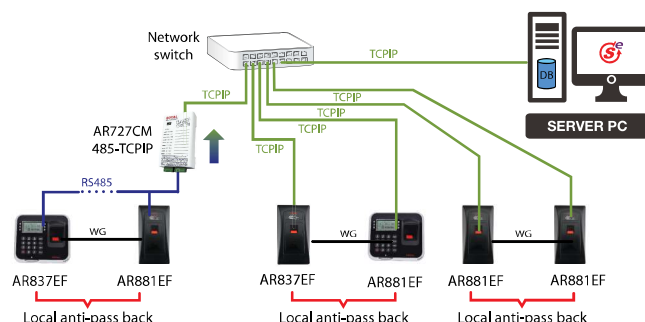 Network
switch
TCPIP
DB
Se
SERVER PC
TCPIP
TCPIP
TCPIP
TCPIP
TCPIP
AR727CM
485-TCPIP
RS485
WG
WG
WG
AR837EF
AR881EF
AR837EF
AR881EF
AR881EF
AR881EF
Local anti-pass back
Local anti-pass back
Local anti-pass back